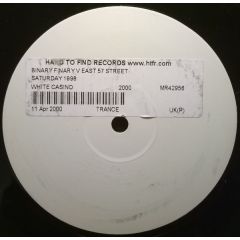 HARD TO FIND RECORDS www.htfr.com
BINARY FINARY V EAST 57 STREET
SATURDAY 1998
WHITE CASINO 2000 MR42956
11 Apr 2000 TRANCE UK(P)